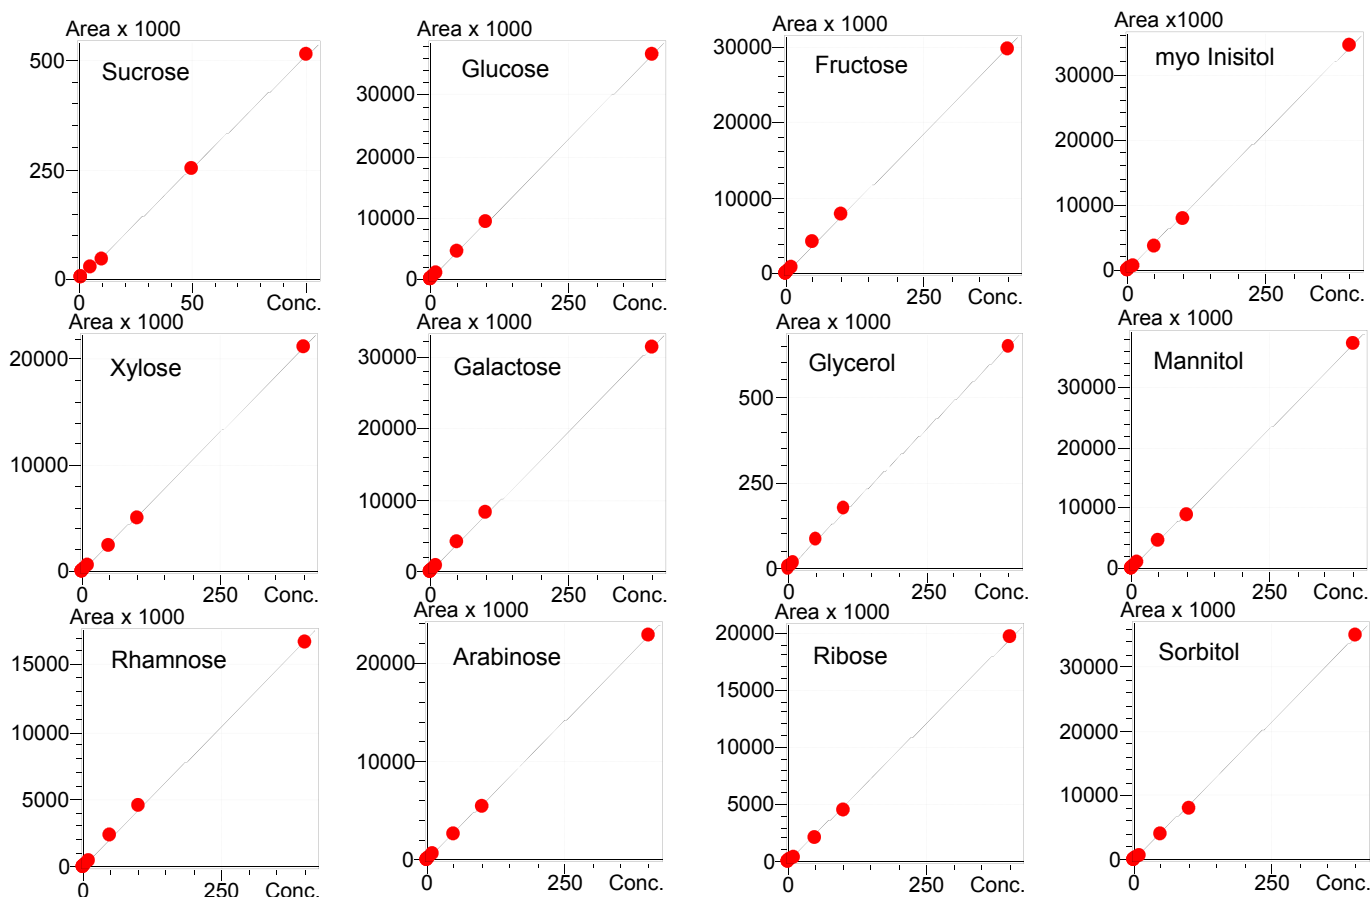 Area x 1000
Sucrose
500
250
0
0 50 Conc.
Area x 1000
Glucose
30000
20000
10000
0
0 250 Conc.
Area x 1000
Fructose
30000
20000
10000
0
0 250 Conc.
Area x1000
myo Inisitol
30000
20000
10000
0
0 250 Conc.
Area x 1000
Xylose
20000
10000
0
0 250 Conc.
Area x 1000
Galactose
30000
20000
10000
0
0 250 Conc.
Area x 1000
Glycerol
500
250
0
0 250 Conc.
Area x 1000
Mannitol
30000
20000
10000
0
0 250 Conc.
Area x 1000
Rhamnose
15000
10000
5000
0
0 250 Conc.
Area x 1000
Arabinose
20000
10000
0
0 250 Conc.
Area x 1000
Ribose
20000
15000
10000
5000
0
0 250 Conc.
Area x 1000
Sorbitol
30000
20000
10000
0
0 250 Conc.